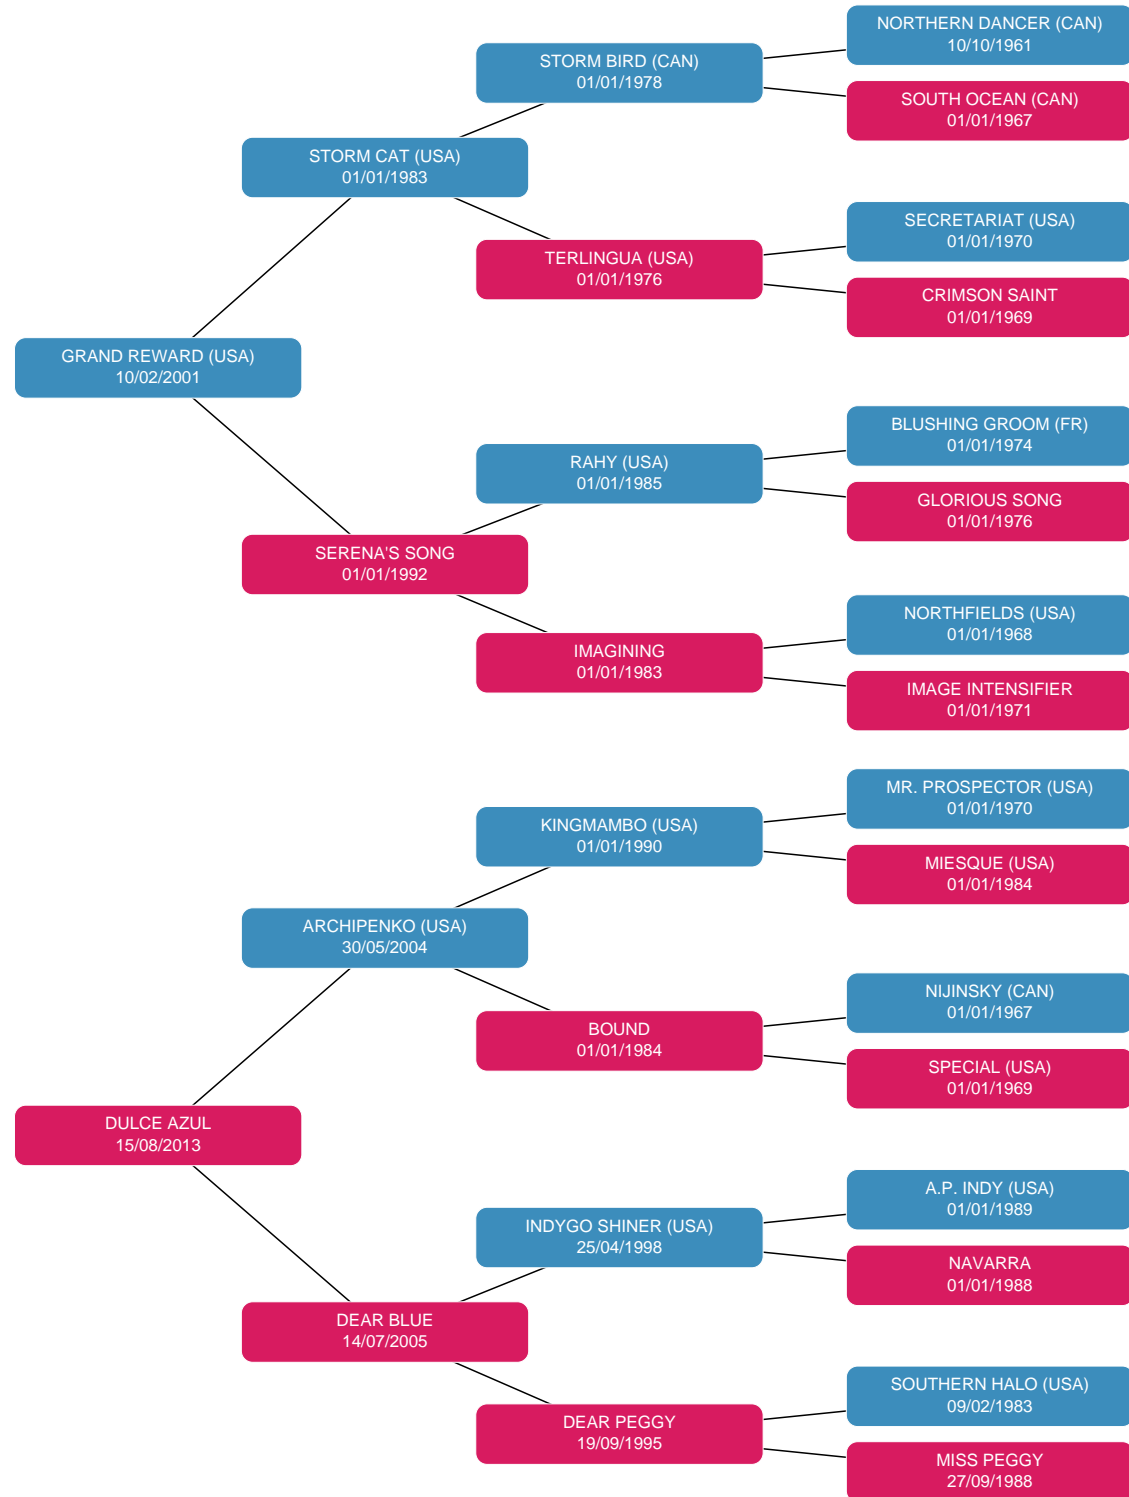 NORTHERN DANCER (CAN)
10/10/1961
STORM BIRD (CAN)
01/01/1978
SOUTH OCEAN (CAN)
01/01/1967
STORM CAT (USA)
01/01/1983
SECRETARIAT (USA)
01/01/1970
TERLINGUA (USA)
01/01/1976
CRIMSON SAINT
01/01/1969
GRAND REWARD (USA)
10/02/2001
BLUSHING GROOM (FR)
01/01/1974
RAHY (USA)
01/01/1985
GLORIOUS SONG
01/01/1976
SERENA'S SONG
01/01/1992
NORTHFIELDS (USA)
01/01/1968
IMAGINING
01/01/1983
IMAGE INTENSIFIER
01/01/1971
MR. PROSPECTOR (USA)
01/01/1970
KINGMAMBO (USA)
01/01/1990
MIESQUE (USA)
01/01/1984
ARCHIPENKO (USA)
30/05/2004
NIJINSKY (CAN)
01/01/1967
BOUND
01/01/1984
SPECIAL (USA)
01/01/1969
DULCE AZUL
15/08/2013
A.P. INDY (USA)
01/01/1989
INDYGO SHINER (USA)
25/04/1998
NAVARRA
01/01/1988
DEAR BLUE
14/07/2005
SOUTHERN HALO (USA)
09/02/1983
DEAR PEGGY
19/09/1995
MISS PEGGY
27/09/1988